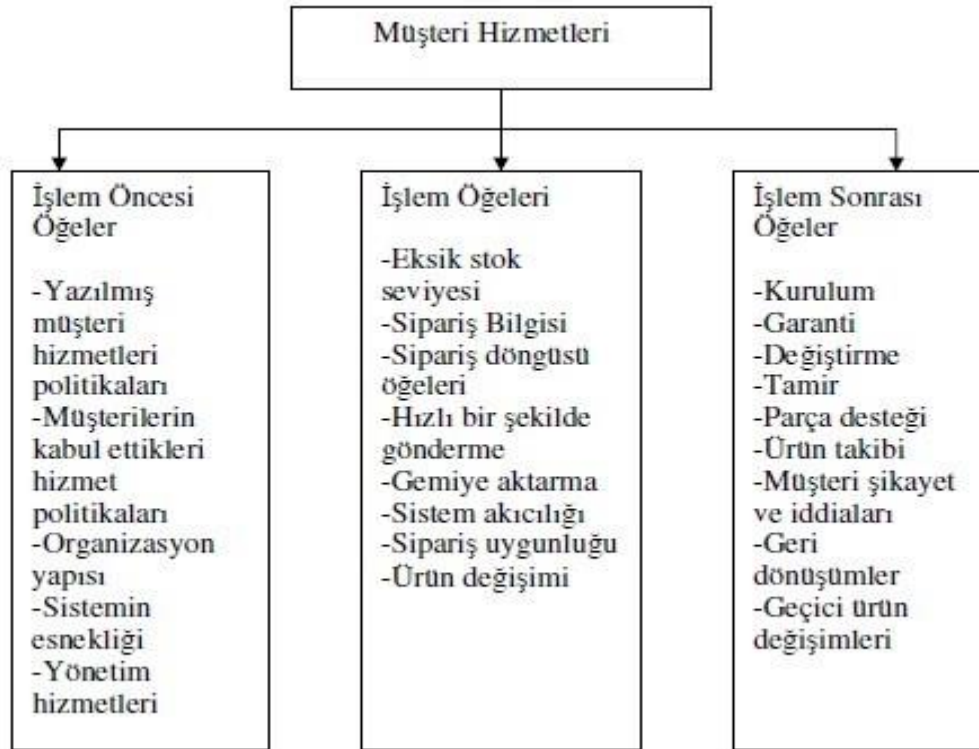 Müşteri Hizmetleri
İşlem Öncesi
Öğeler
-Yazılmış
müşteri
hizmetleri
politikaları
-Müşterilerin
kabul ettikleri
hizmet
politikaları
-Organizasyon
yapısı
-Sistemin
esnekliği
-Yönetim
hizmetleri
İşlem Öğeleri
-Eksik stok
seviyesi
-Sipariş Bilgisi
-Sipariş döngüsü
öğeleri
-Hızlı bir şekilde
gönderme
-Gemiye aktarma
-Sistem akıcılığı
-Sipariş uygunluğu
-Ürün değişimi
İşlem Sonrası
Öğeler
-Kurulum
-Garanti
-Değiştirme
-Tamir
-Parça desteği
-Ürün takibi
-Müşteri şikayet
ve iddiaları
-Geri
dönüşümler
-Geçici ürün
değişimleri